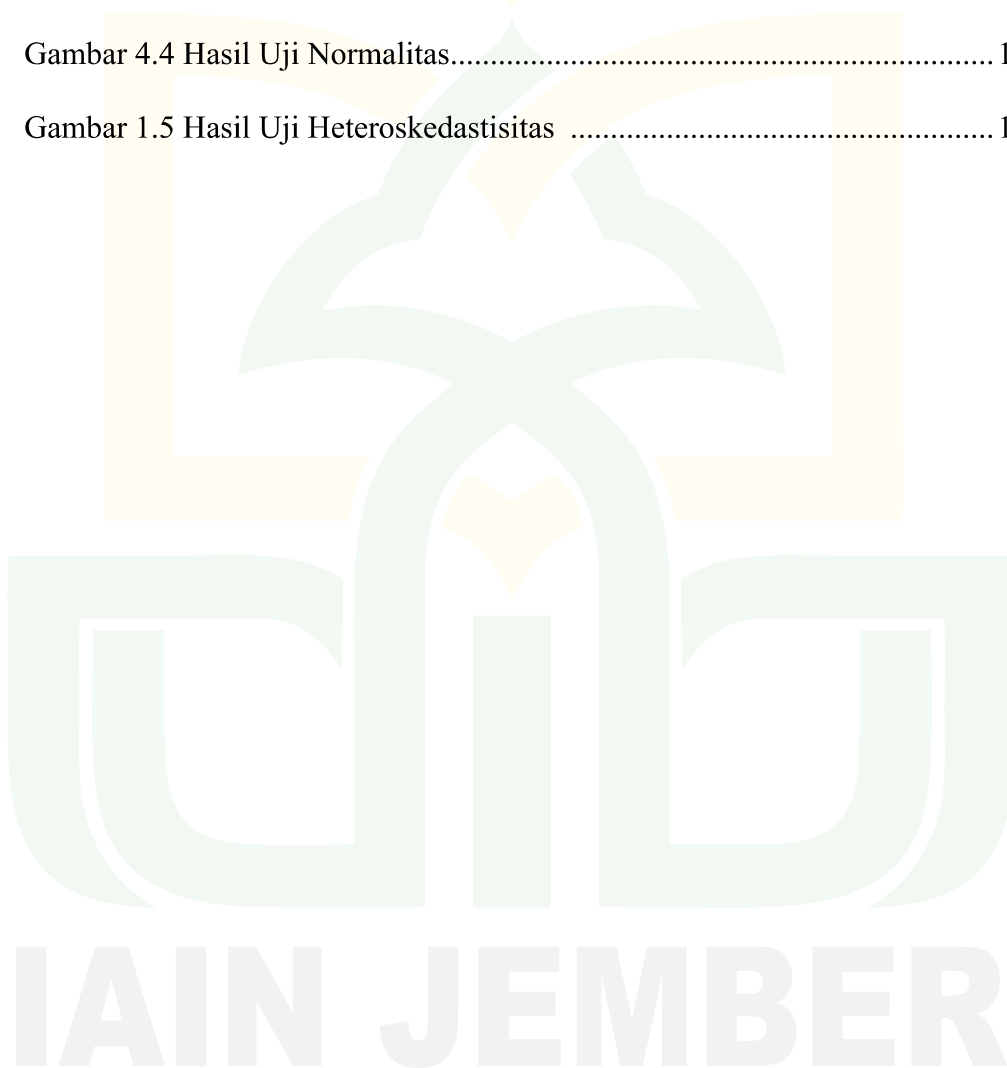 Gambar 4.4 Hasil Uji Normalitas.................................................................... 1
Gambar 1.5 Hasil Uji Heteroskedastisitas ..................................................... 1
IAIN JEMBER